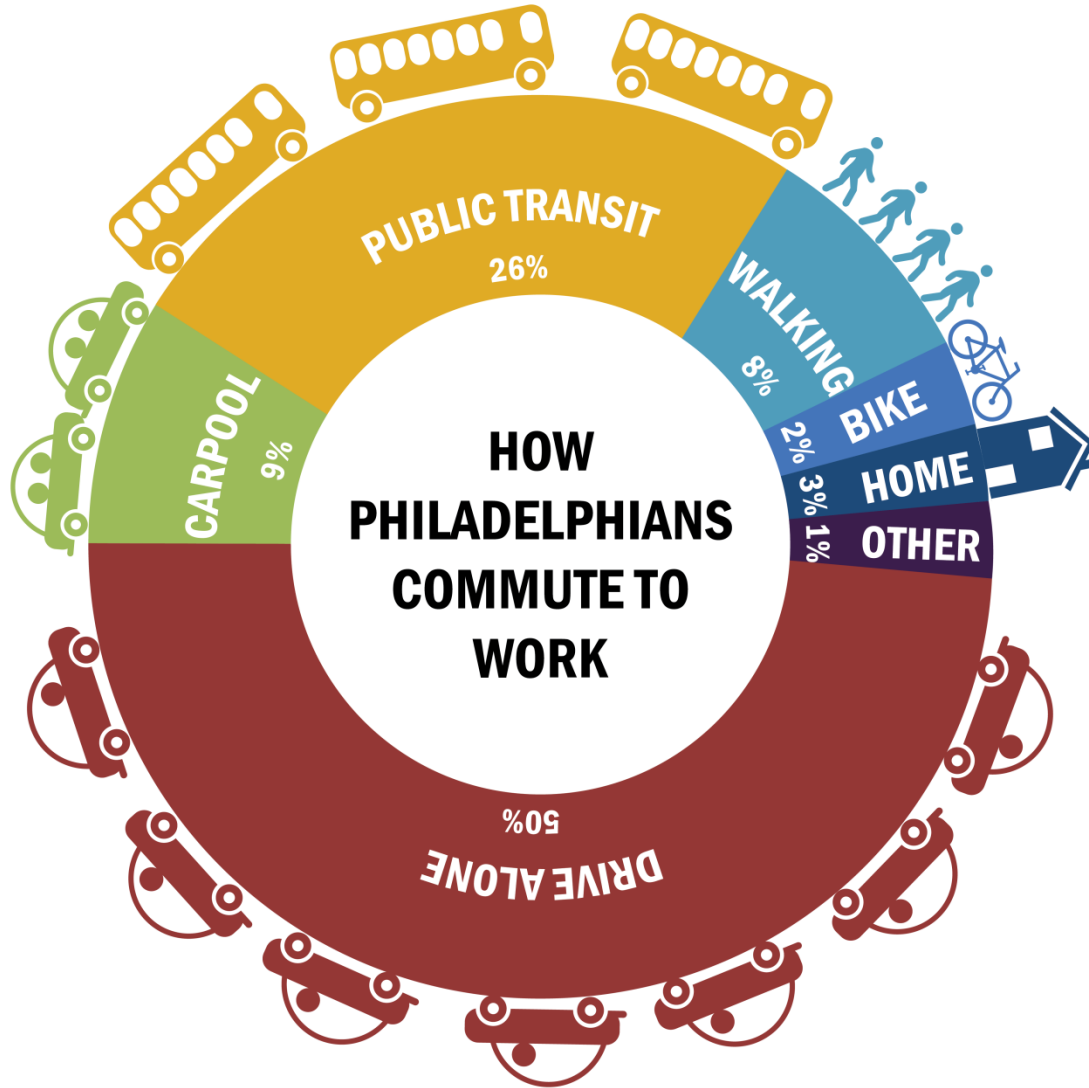 HOW
PHILADELPHIANS
COMMUTE TO
WORK
PUBLIC TRANSIT
26%
WALKING
8%
BIKE
2%
HOME
3%
OTHER
1%
DRIVE ALONE
50%
CARPOOL
9%